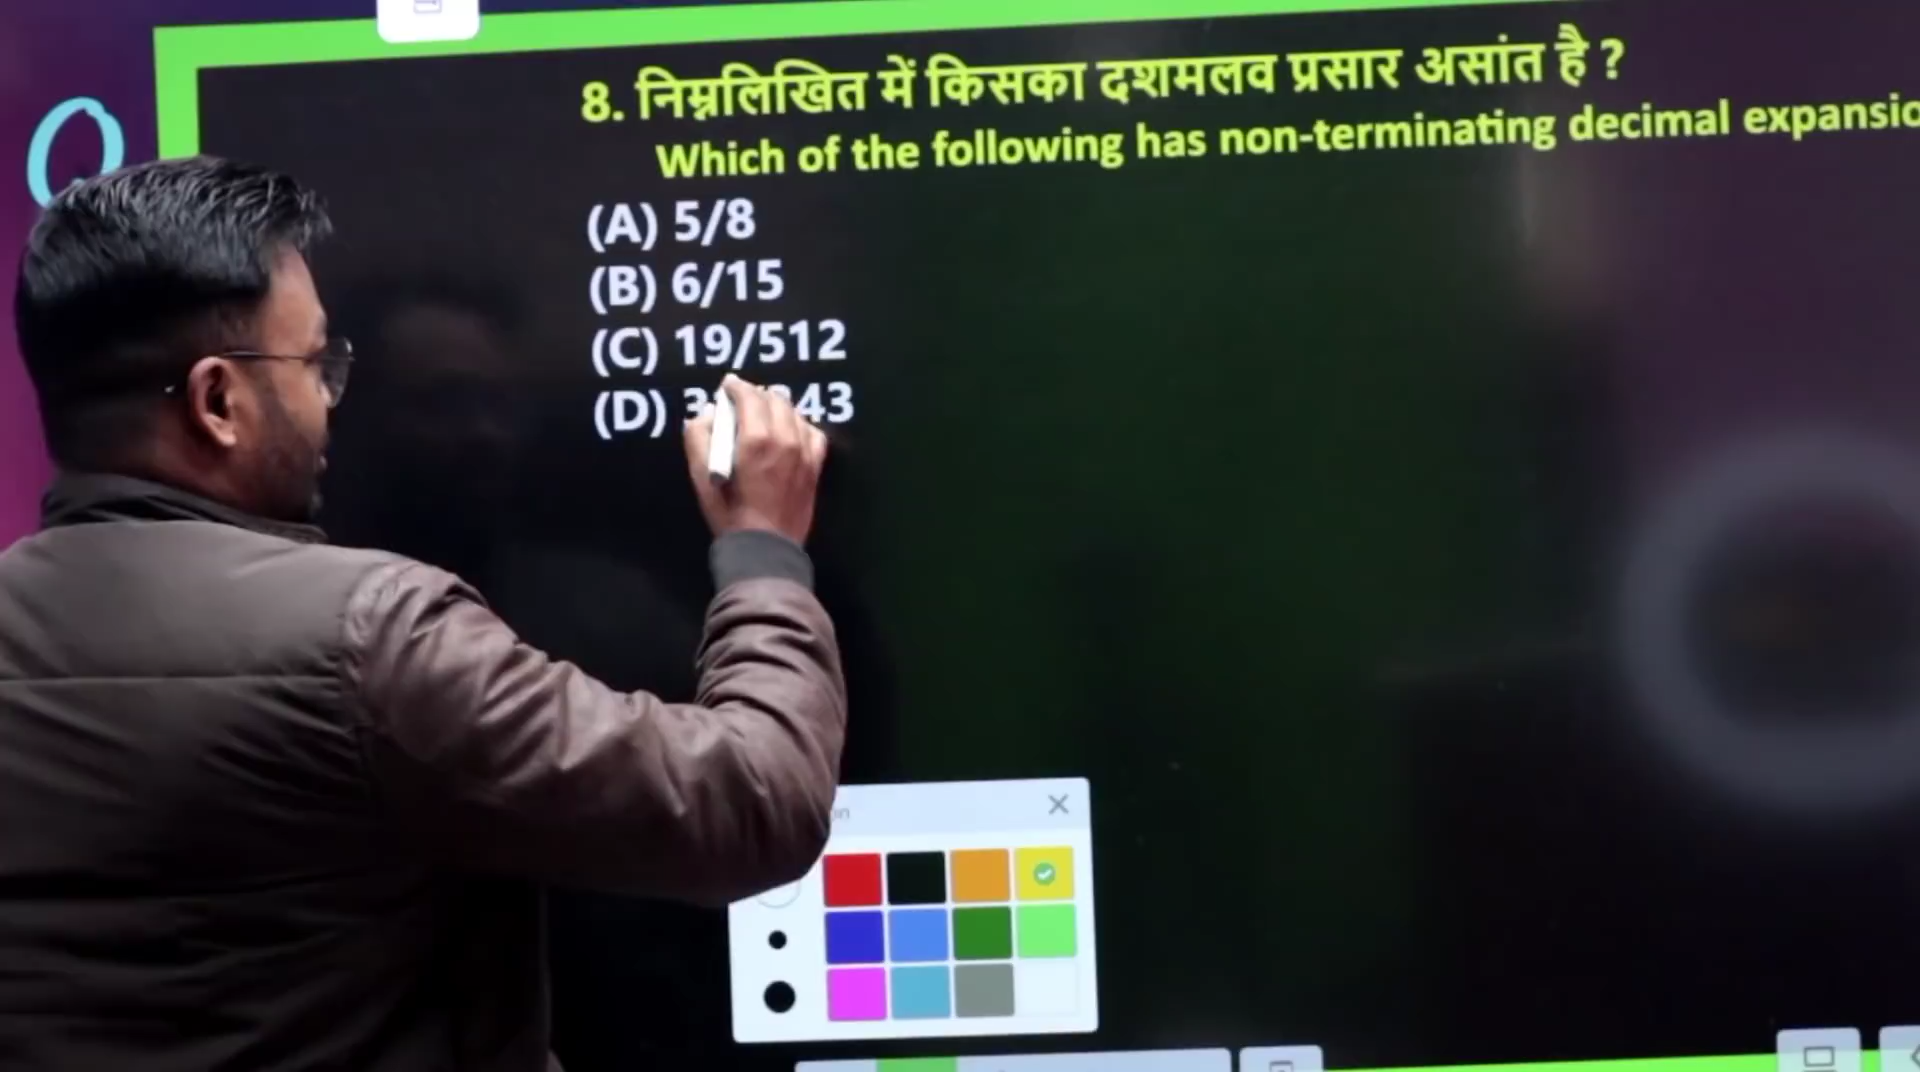 8. निम्नलिखित में किसका दशमलव प्रसार असांत है ?
Which of the following has non-terminating decimal
(A) 5/8
(B) 6/15
(C) 19/512
(D)